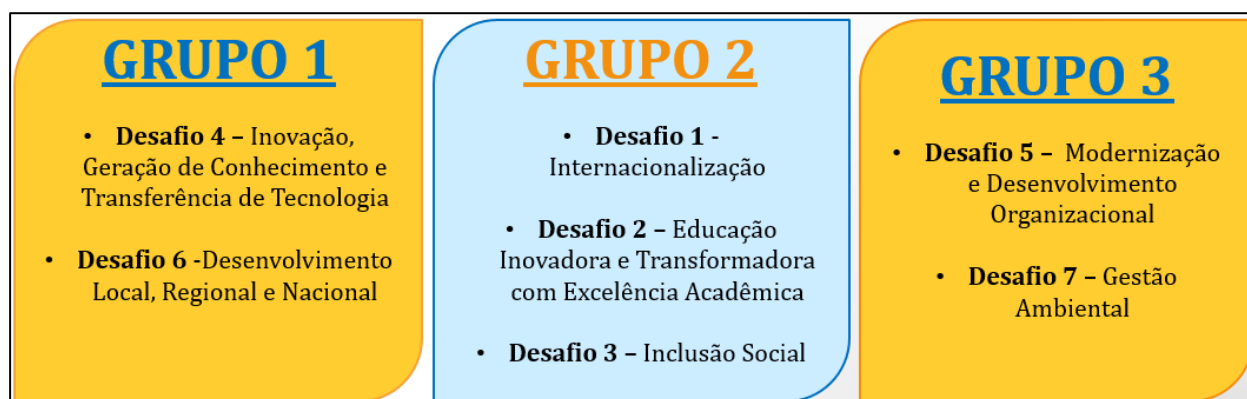 GRUPO 1
• Desafio 4 – Inovação,
Geração de Conhecimento e
Transferência de Tecnologia
• Desafio 6 -Desenvolvimento
Local, Regional e Nacional
GRUPO 2
• Desafio 1 -
Internacionalização
• Desafio 2 – Educação
Inovadora e Transformadora
com Excelência Acadêmica
• Desafio 3 – Inclusão Social
GRUPO 3
• Desafio 5 – Modernização
e Desenvolvimento
Organizacional
• Desafio 7 – Gestão
Ambiental